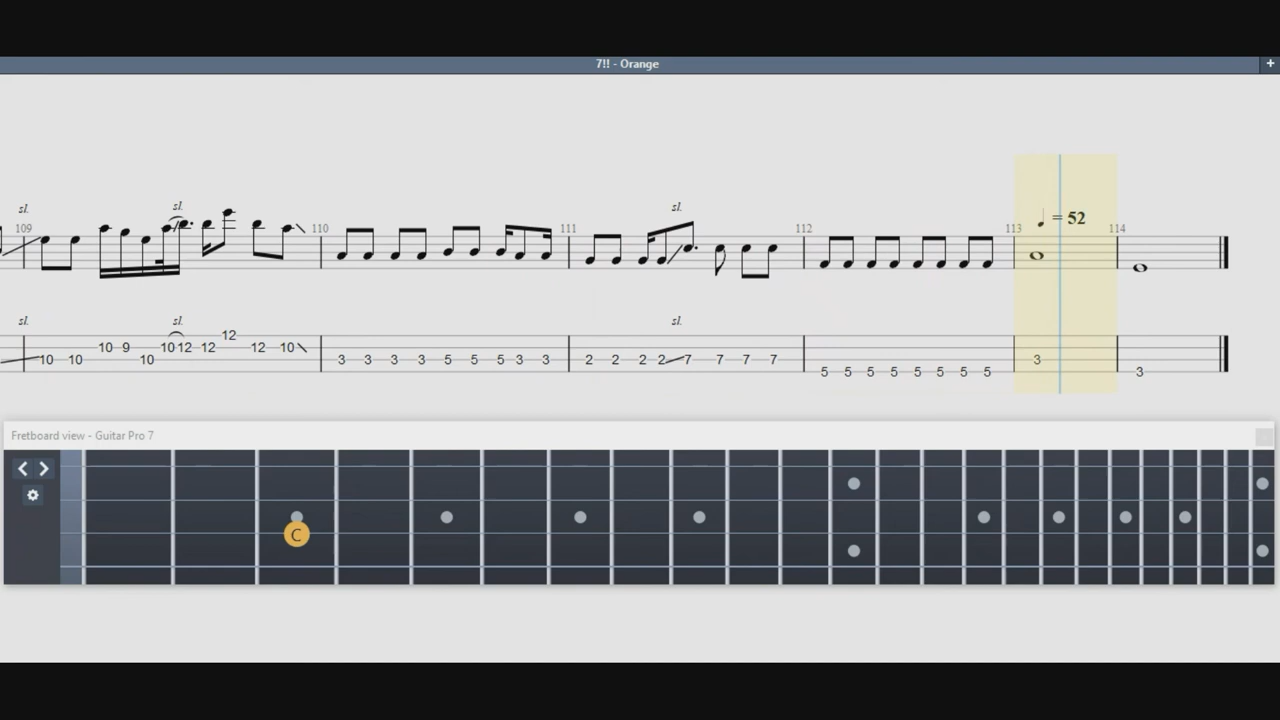 7!! - Orange
+
= 52
sl. sl. sl.
109 110 111 112 113 114
sl. sl. sl.
12
10 9 10 12 12 12 10
10 10 10 3 3 3 3 5 5 5 3 3 2 2 2 2 7 7 7 7 3
5 5 5 5 5 5 5 5 3
Fretboard view - Guitar Pro 7
C